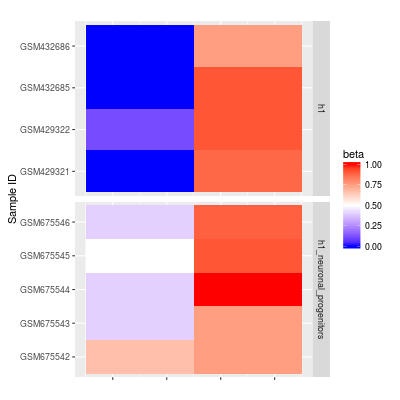 GSM432686
GSM432685
GSM429322
GSM429321
h1
GSM675546
GSM675545
GSM675544
GSM675543
GSM675542
h1_neuronal_progenitors
Sample ID
beta
1.00
0.75
0.50
0.25
0.00